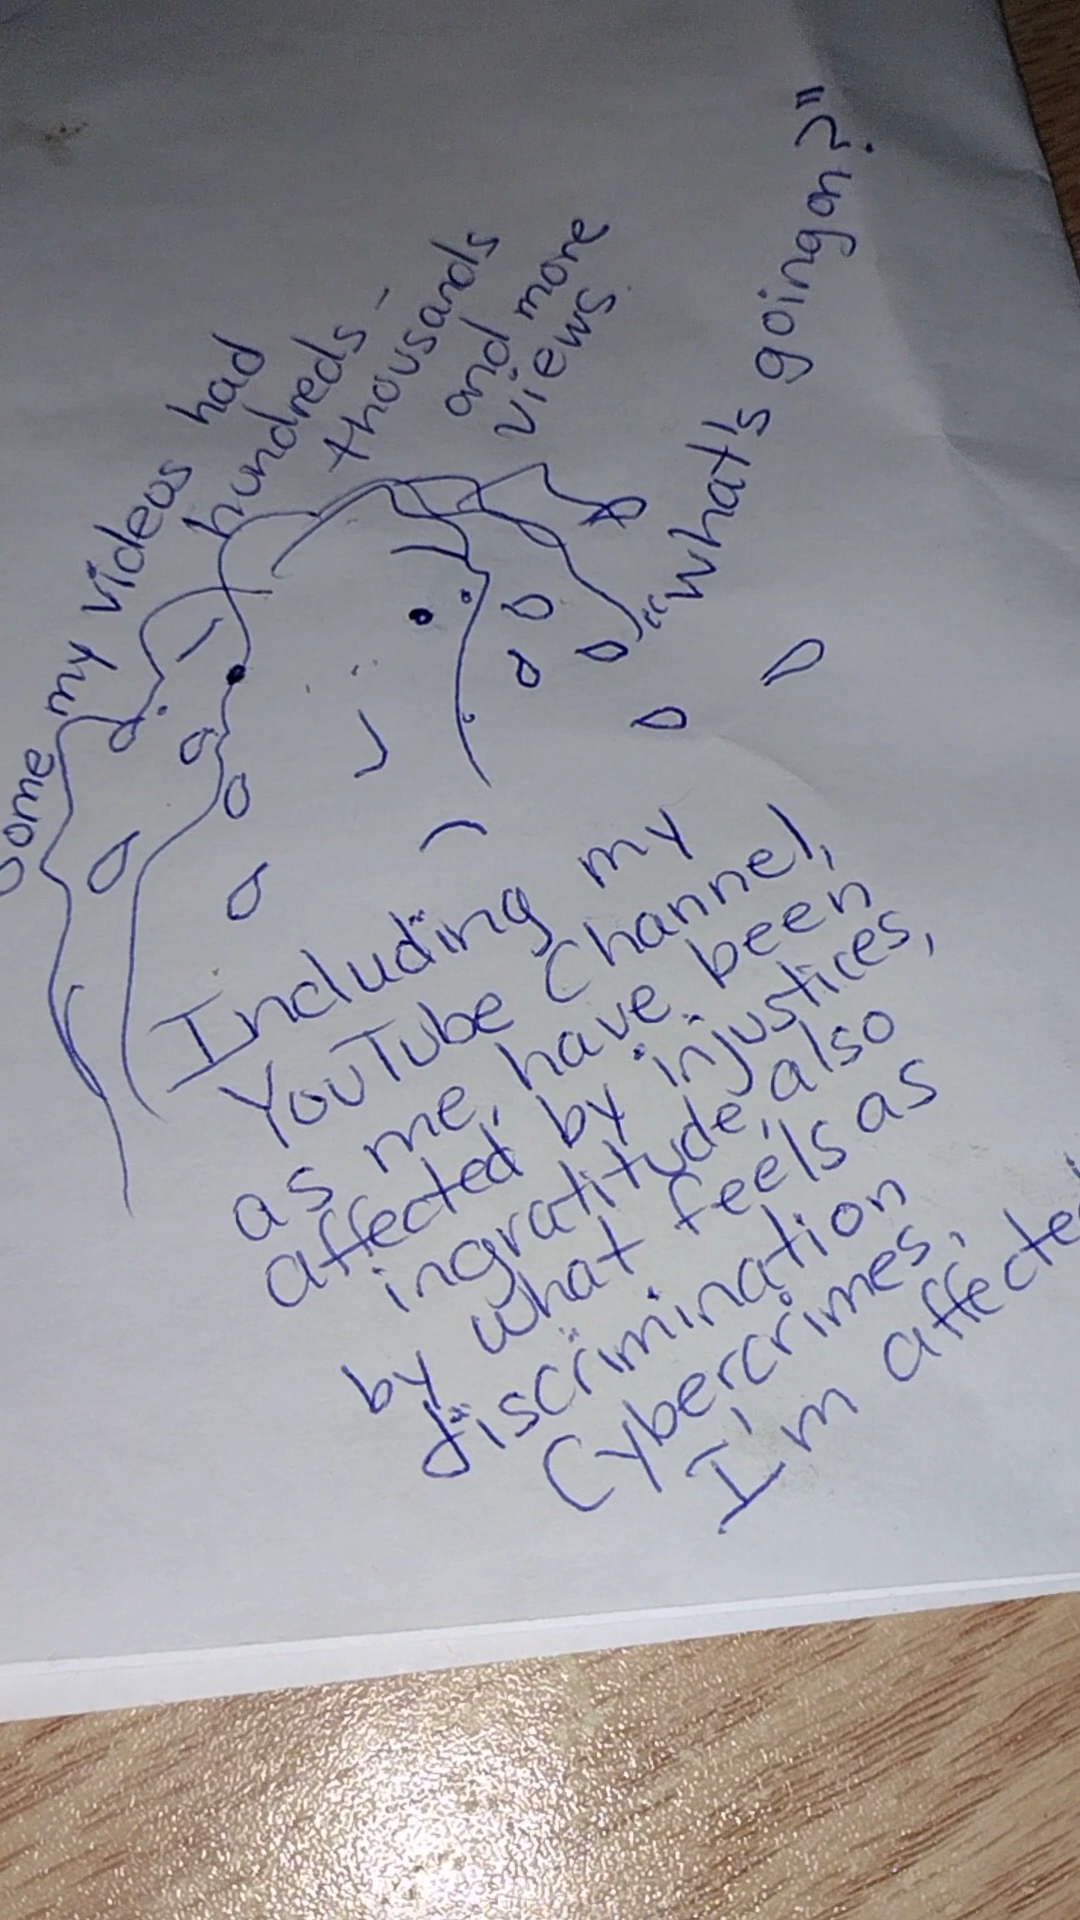 Some my videos had
hundreds -
thousands
and more
views.
"What's going on?"
Including my
YouTube Channel,
as me, have been
affected by injustices,
ingratitude, also
by what feels as
discrimination
Cybercrimes,
I'm affected